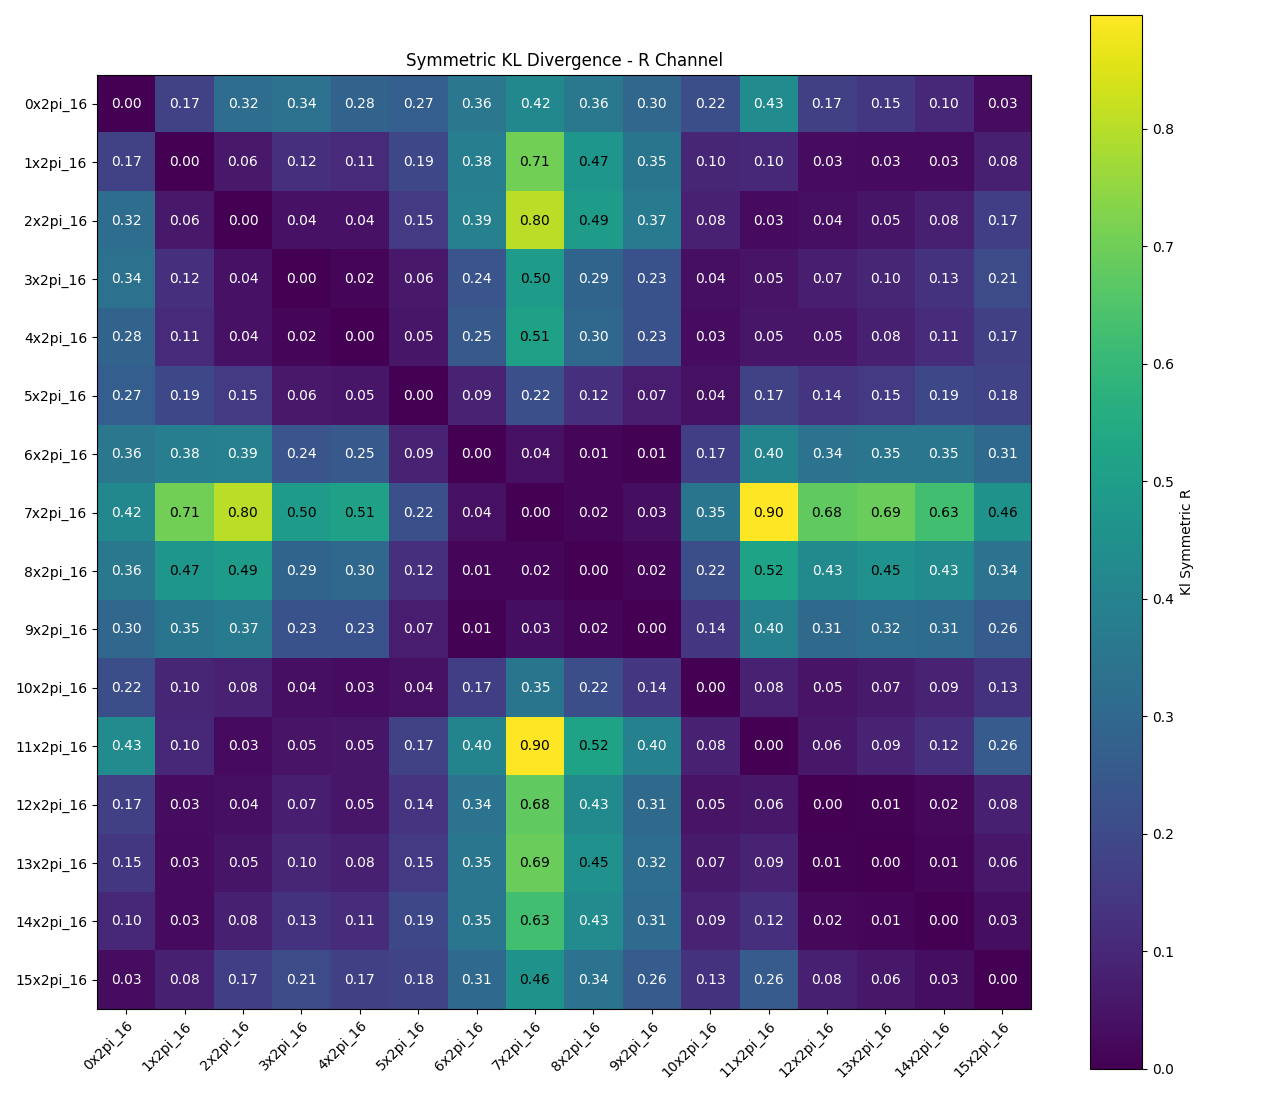 Symmetric KL Divergence - R Channel
0x2pi_16 0.00 0.17 0.32 0.34 0.28 0.27 0.36 0.42 0.36 0.30 0.22 0.43 0.17 0.15 0.10 0.03
1x2pi_16 0.17 0.00 0.06 0.12 0.11 0.19 0.38 0.71 0.47 0.35 0.10 0.10 0.03 0.03 0.03 0.08
2x2pi_16 0.32 0.06 0.00 0.04 0.04 0.15 0.39 0.80 0.49 0.37 0.08 0.03 0.04 0.05 0.08 0.17
3x2pi_16 0.34 0.12 0.04 0.00 0.02 0.06 0.24 0.50 0.29 0.23 0.04 0.05 0.07 0.10 0.13 0.21
4x2pi_16 0.28 0.11 0.04 0.02 0.00 0.05 0.25 0.51 0.30 0.23 0.03 0.05 0.05 0.08 0.11 0.17
5x2pi_16 0.27 0.19 0.15 0.06 0.05 0.00 0.09 0.22 0.12 0.07 0.04 0.17 0.14 0.15 0.19 0.18
6x2pi_16 0.36 0.38 0.39 0.24 0.25 0.09 0.00 0.04 0.01 0.01 0.17 0.40 0.34 0.35 0.35 0.31
7x2pi_16 0.42 0.71 0.80 0.50 0.51 0.22 0.04 0.00 0.02 0.03 0.35 0.90 0.68 0.69 0.63 0.46
8x2pi_16 0.36 0.47 0.49 0.29 0.30 0.12 0.01 0.02 0.00 0.02 0.22 0.52 0.43 0.45 0.43 0.34
9x2pi_16 0.30 0.35 0.37 0.23 0.23 0.07 0.01 0.03 0.02 0.00 0.14 0.40 0.31 0.32 0.31 0.26
10x2pi_16 0.22 0.10 0.08 0.04 0.03 0.04 0.17 0.35 0.22 0.14 0.00 0.08 0.05 0.07 0.09 0.13
11x2pi_16 0.43 0.10 0.03 0.05 0.05 0.17 0.40 0.90 0.52 0.40 0.08 0.00 0.06 0.09 0.12 0.26
12x2pi_16 0.17 0.03 0.04 0.07 0.05 0.14 0.34 0.68 0.43 0.31 0.05 0.06 0.00 0.01 0.02 0.08
13x2pi_16 0.15 0.03 0.05 0.10 0.08 0.15 0.35 0.69 0.45 0.32 0.07 0.09 0.01 0.00 0.01 0.06
14x2pi_16 0.10 0.03 0.08 0.13 0.11 0.19 0.35 0.63 0.43 0.31 0.09 0.12 0.02 0.01 0.00 0.03
15x2pi_16 0.03 0.08 0.17 0.21 0.17 0.18 0.31 0.46 0.34 0.26 0.13 0.26 0.08 0.06 0.03 0.00
0x2pi_16 1x2pi_16 2x2pi_16 3x2pi_16 4x2pi_16 5x2pi_16 6x2pi_16 7x2pi_16 8x2pi_16 9x2pi_16 10x2pi_16 11x2pi_16 12x2pi_16 13x2pi_16 14x2pi_16 15x2pi_16
0.8
0.7
0.6
0.5
0.4
0.3
0.2
0.1
0.0
Kl Symmetric R